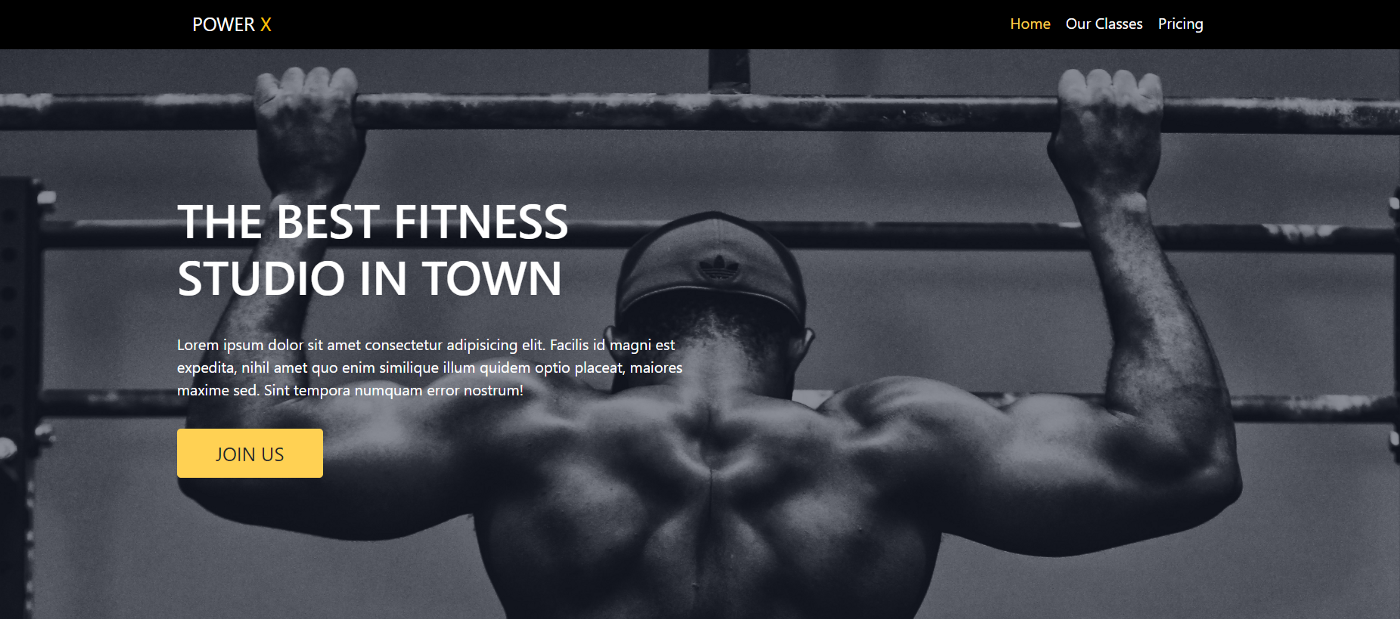 POWER X
Home Our Classes Pricing
THE BEST FITNESS
STUDIO IN TOWN
Lorem ipsum dolor sit amet consectetur adipisicing elit. Facilis id magni est
expedita, nihil amet quo enim similique illum quidem optio placeat, maiores
maxime sed. Sint tempora numquam error nostrum!
JOIN US